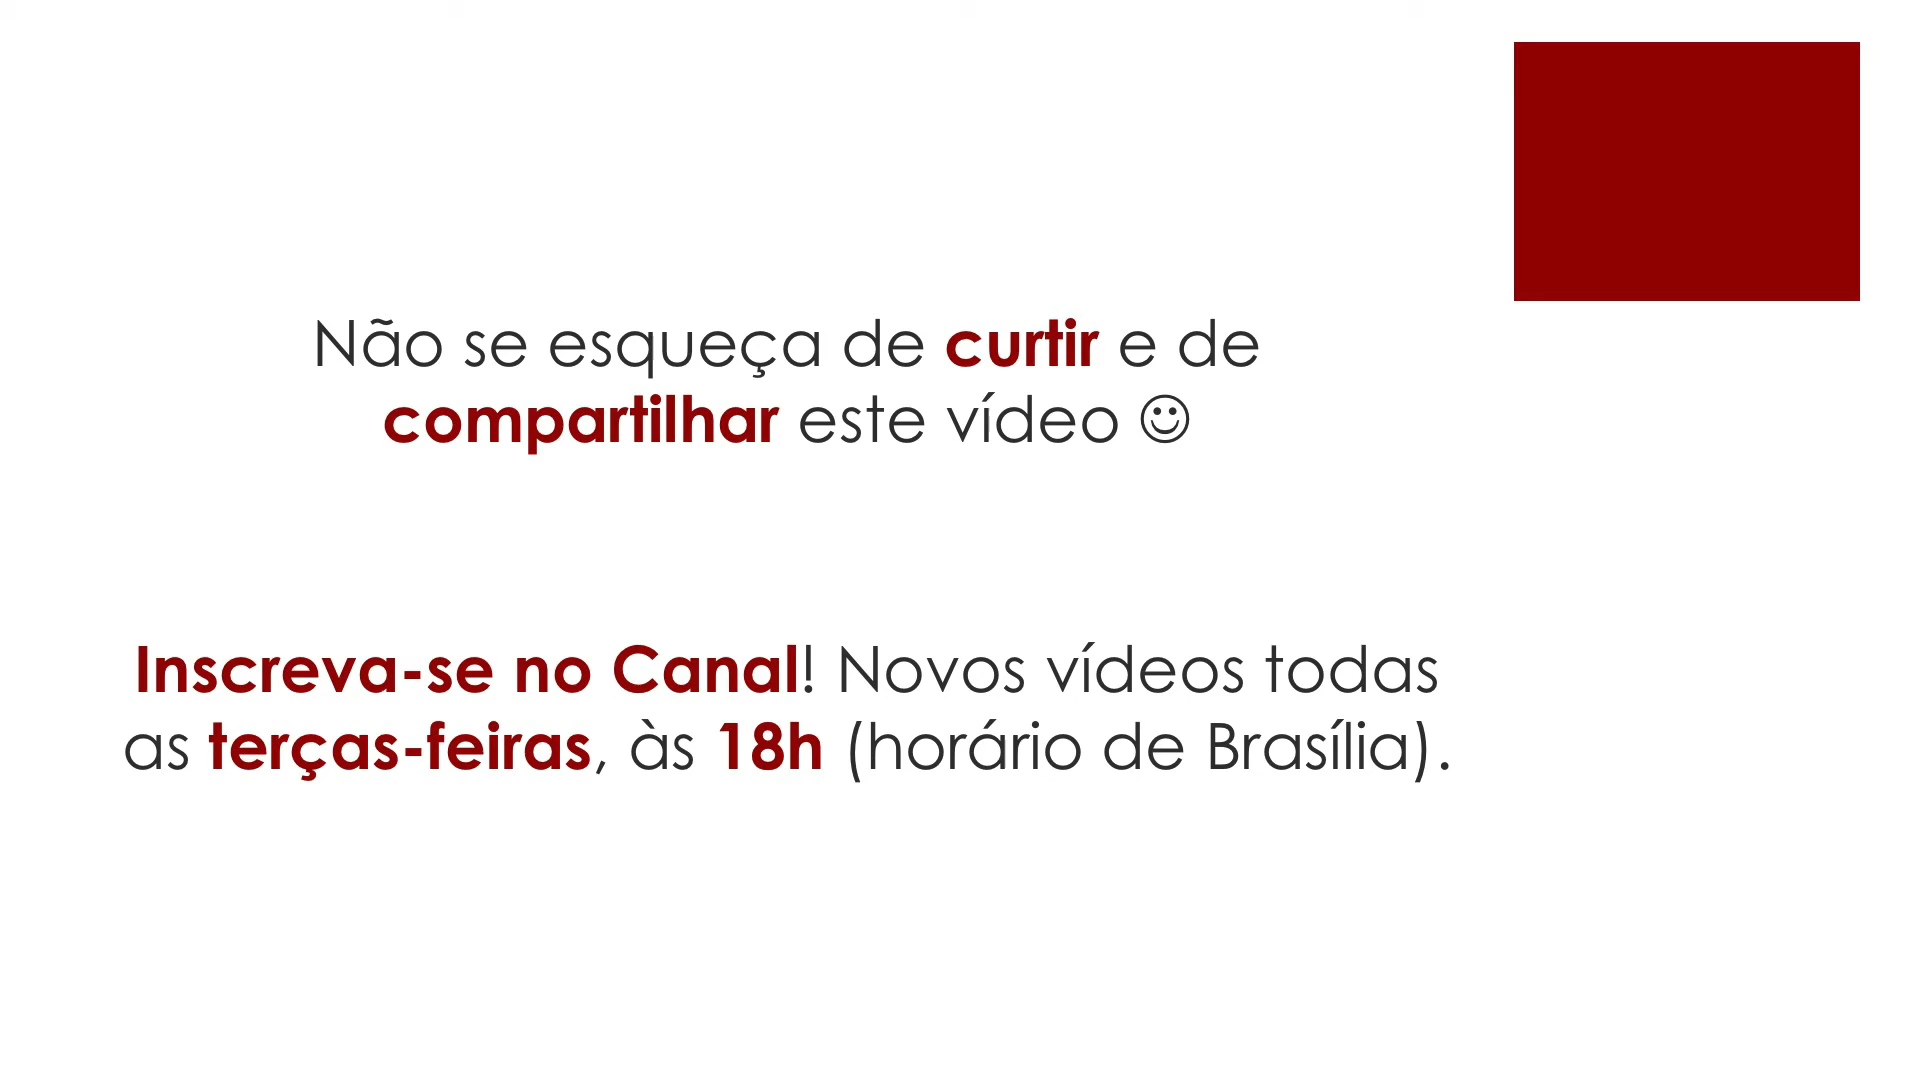 Não se esqueça de curtir e de
compartilhar este vídeo ☺
Inscreva-se no Canal! Novos vídeos todas
as terças-feiras, às 18h (horário de Brasília).